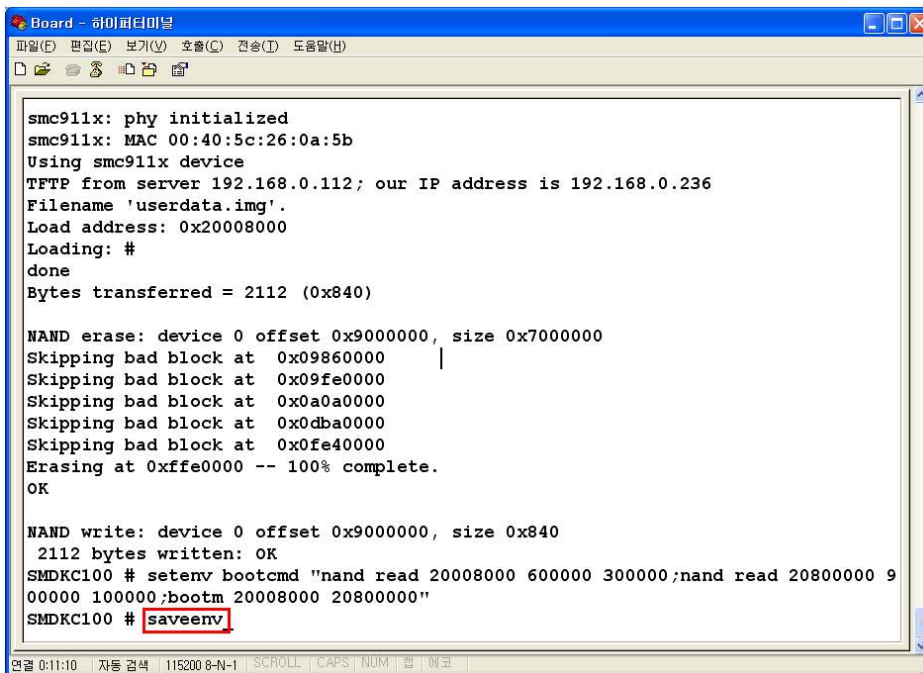 Board - 하이퍼터미널
파일(F) 편집(E) 보기(V) 호출(C) 전송(T) 도움말(H)
smc911x: phy initialized
smc911x: MAC 00:40:5c:26:0a:5b
Using smc911x device
TFTP from server 192.168.0.112; our IP address is 192.168.0.236
Filename 'userdata.img'.
Load address: 0x20008000
Loading: #
done
Bytes transferred = 2112 (0x840)
NAND erase: device 0 offset 0x9000000, size 0x7000000
Skipping bad block at  0x09860000
Skipping bad block at  0x09fe0000
Skipping bad block at  0x0a0a0000
Skipping bad block at  0x0dba0000
Skipping bad block at  0x0fe40000
Erasing at 0xffe0000 -- 100% complete.
OK
NAND write: device 0 offset 0x9000000, size 0x840
 2112 bytes written: OK
SMDKC100 # setenv bootcmd "nand read 20008000 600000 300000;nand read 20800000 9
00000 100000;bootm 20008000 20800000"
SMDKC100 # saveenv_
연결 0:11:10 자동 검색 115200 8-N-1 SCROLL CAPS NUM 캡 에코